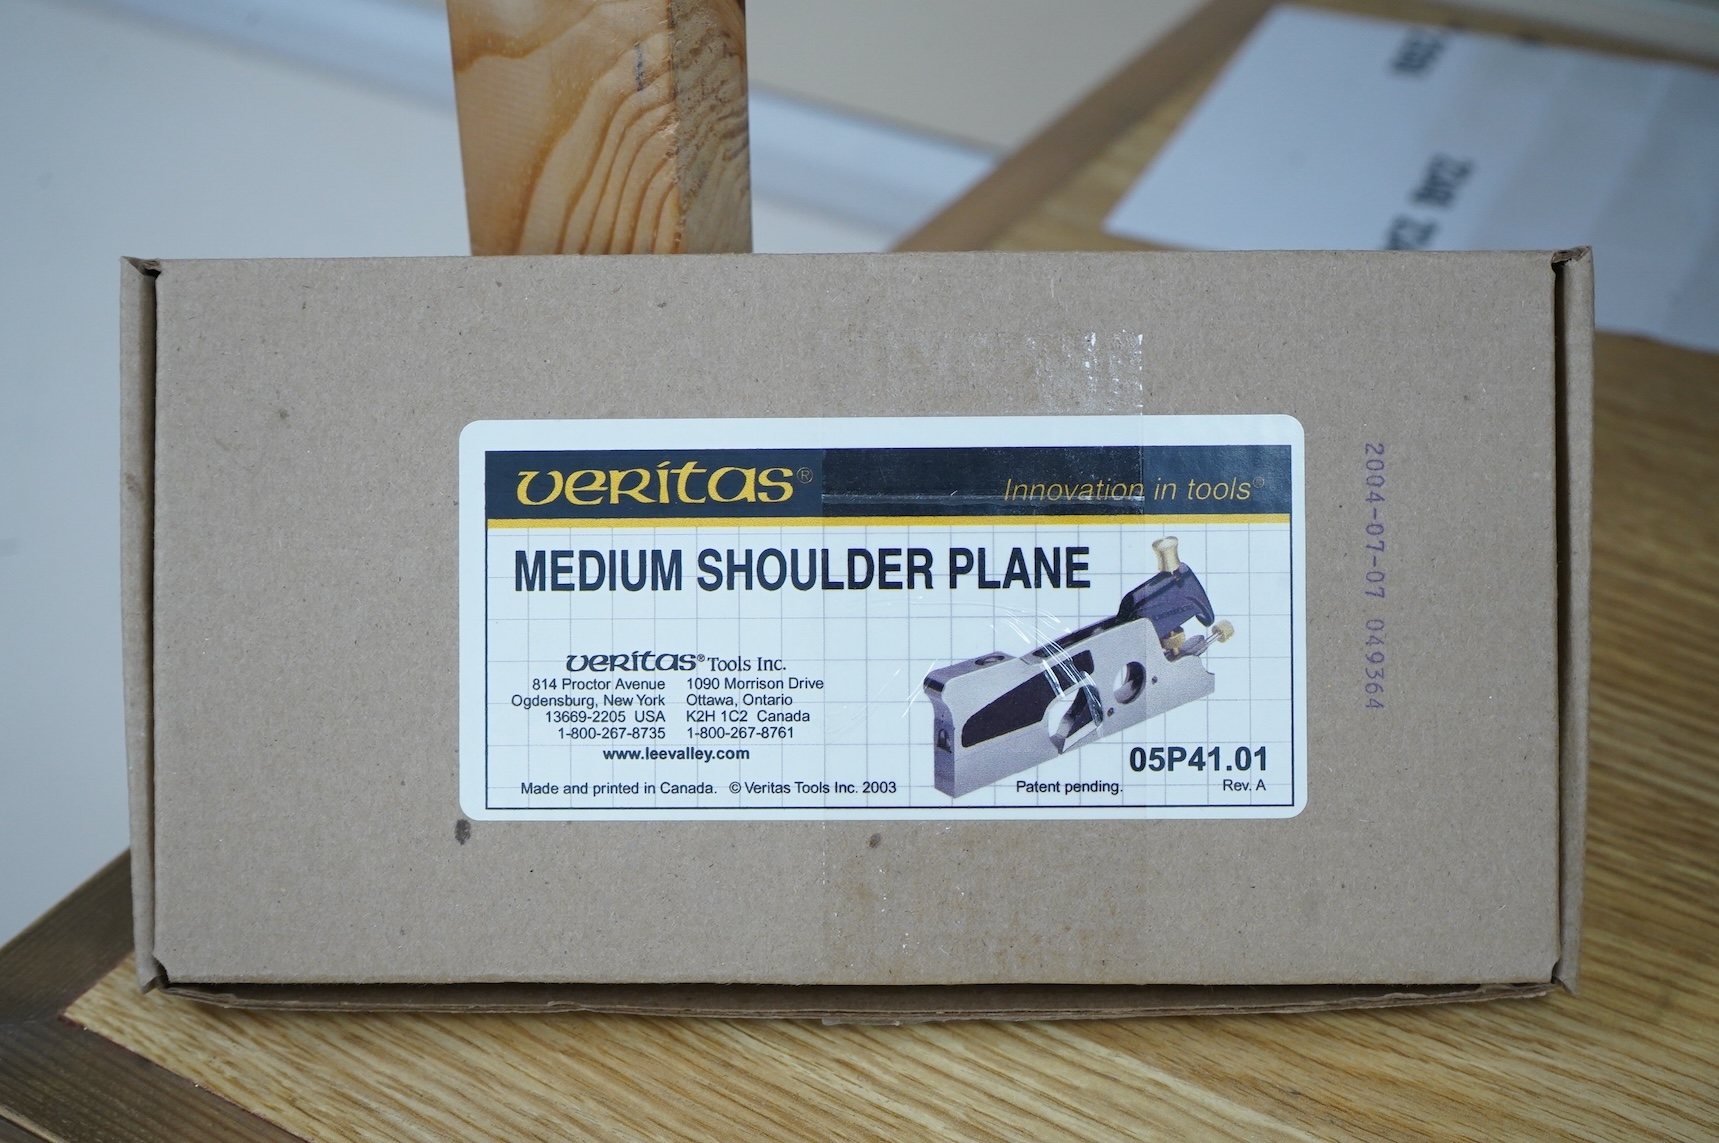 verítas®
Innovation in tools®
MEDIUM SHOULDER PLANE
verítas® Tools Inc.
814 Proctor Avenue
Ogdensburg, New York
13669-2205 USA
1-800-267-8735
1090 Morrison Drive
Ottawa, Ontario
K2H 1C2 Canada
1-800-267-8761
www.leevalley.com
Made and printed in Canada. © Veritas Tools Inc. 2003
Patent pending.
05P41.01
Rev. A
2004-07-07 049364